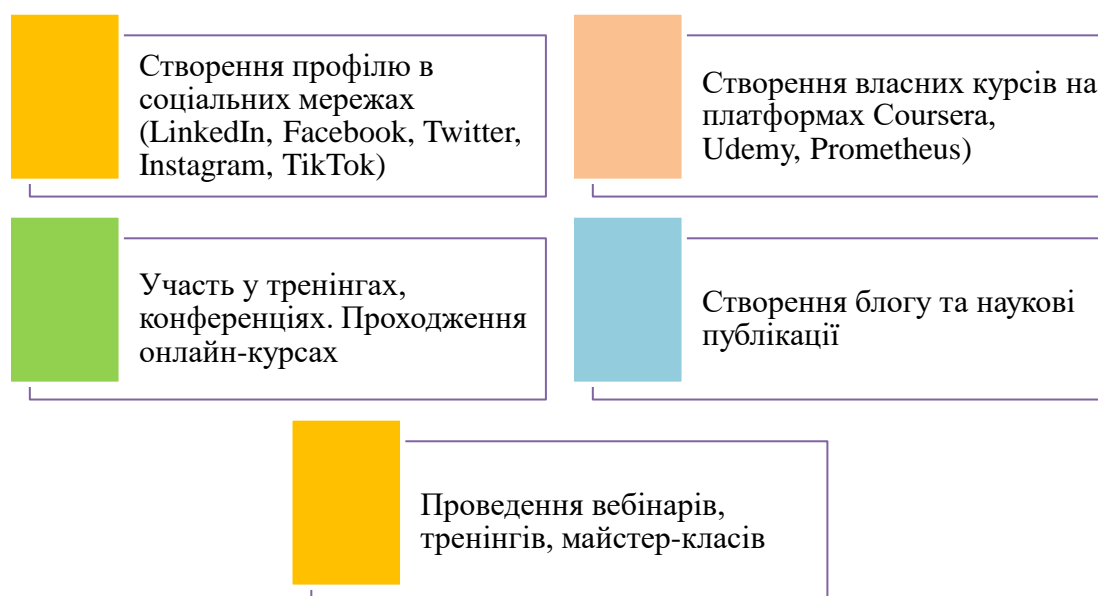 Створення профілю в
соціальних мережах
(LinkedIn, Facebook, Twitter,
Instagram, TikTok)
Створення власних курсів на
платформах Coursera,
Udemy, Prometheus)
Участь у тренінгах,
конференціях. Проходження
онлайн-курсах
Створення блогу та наукові
публікації
Проведення вебінарів,
тренінгів, майстер-класів